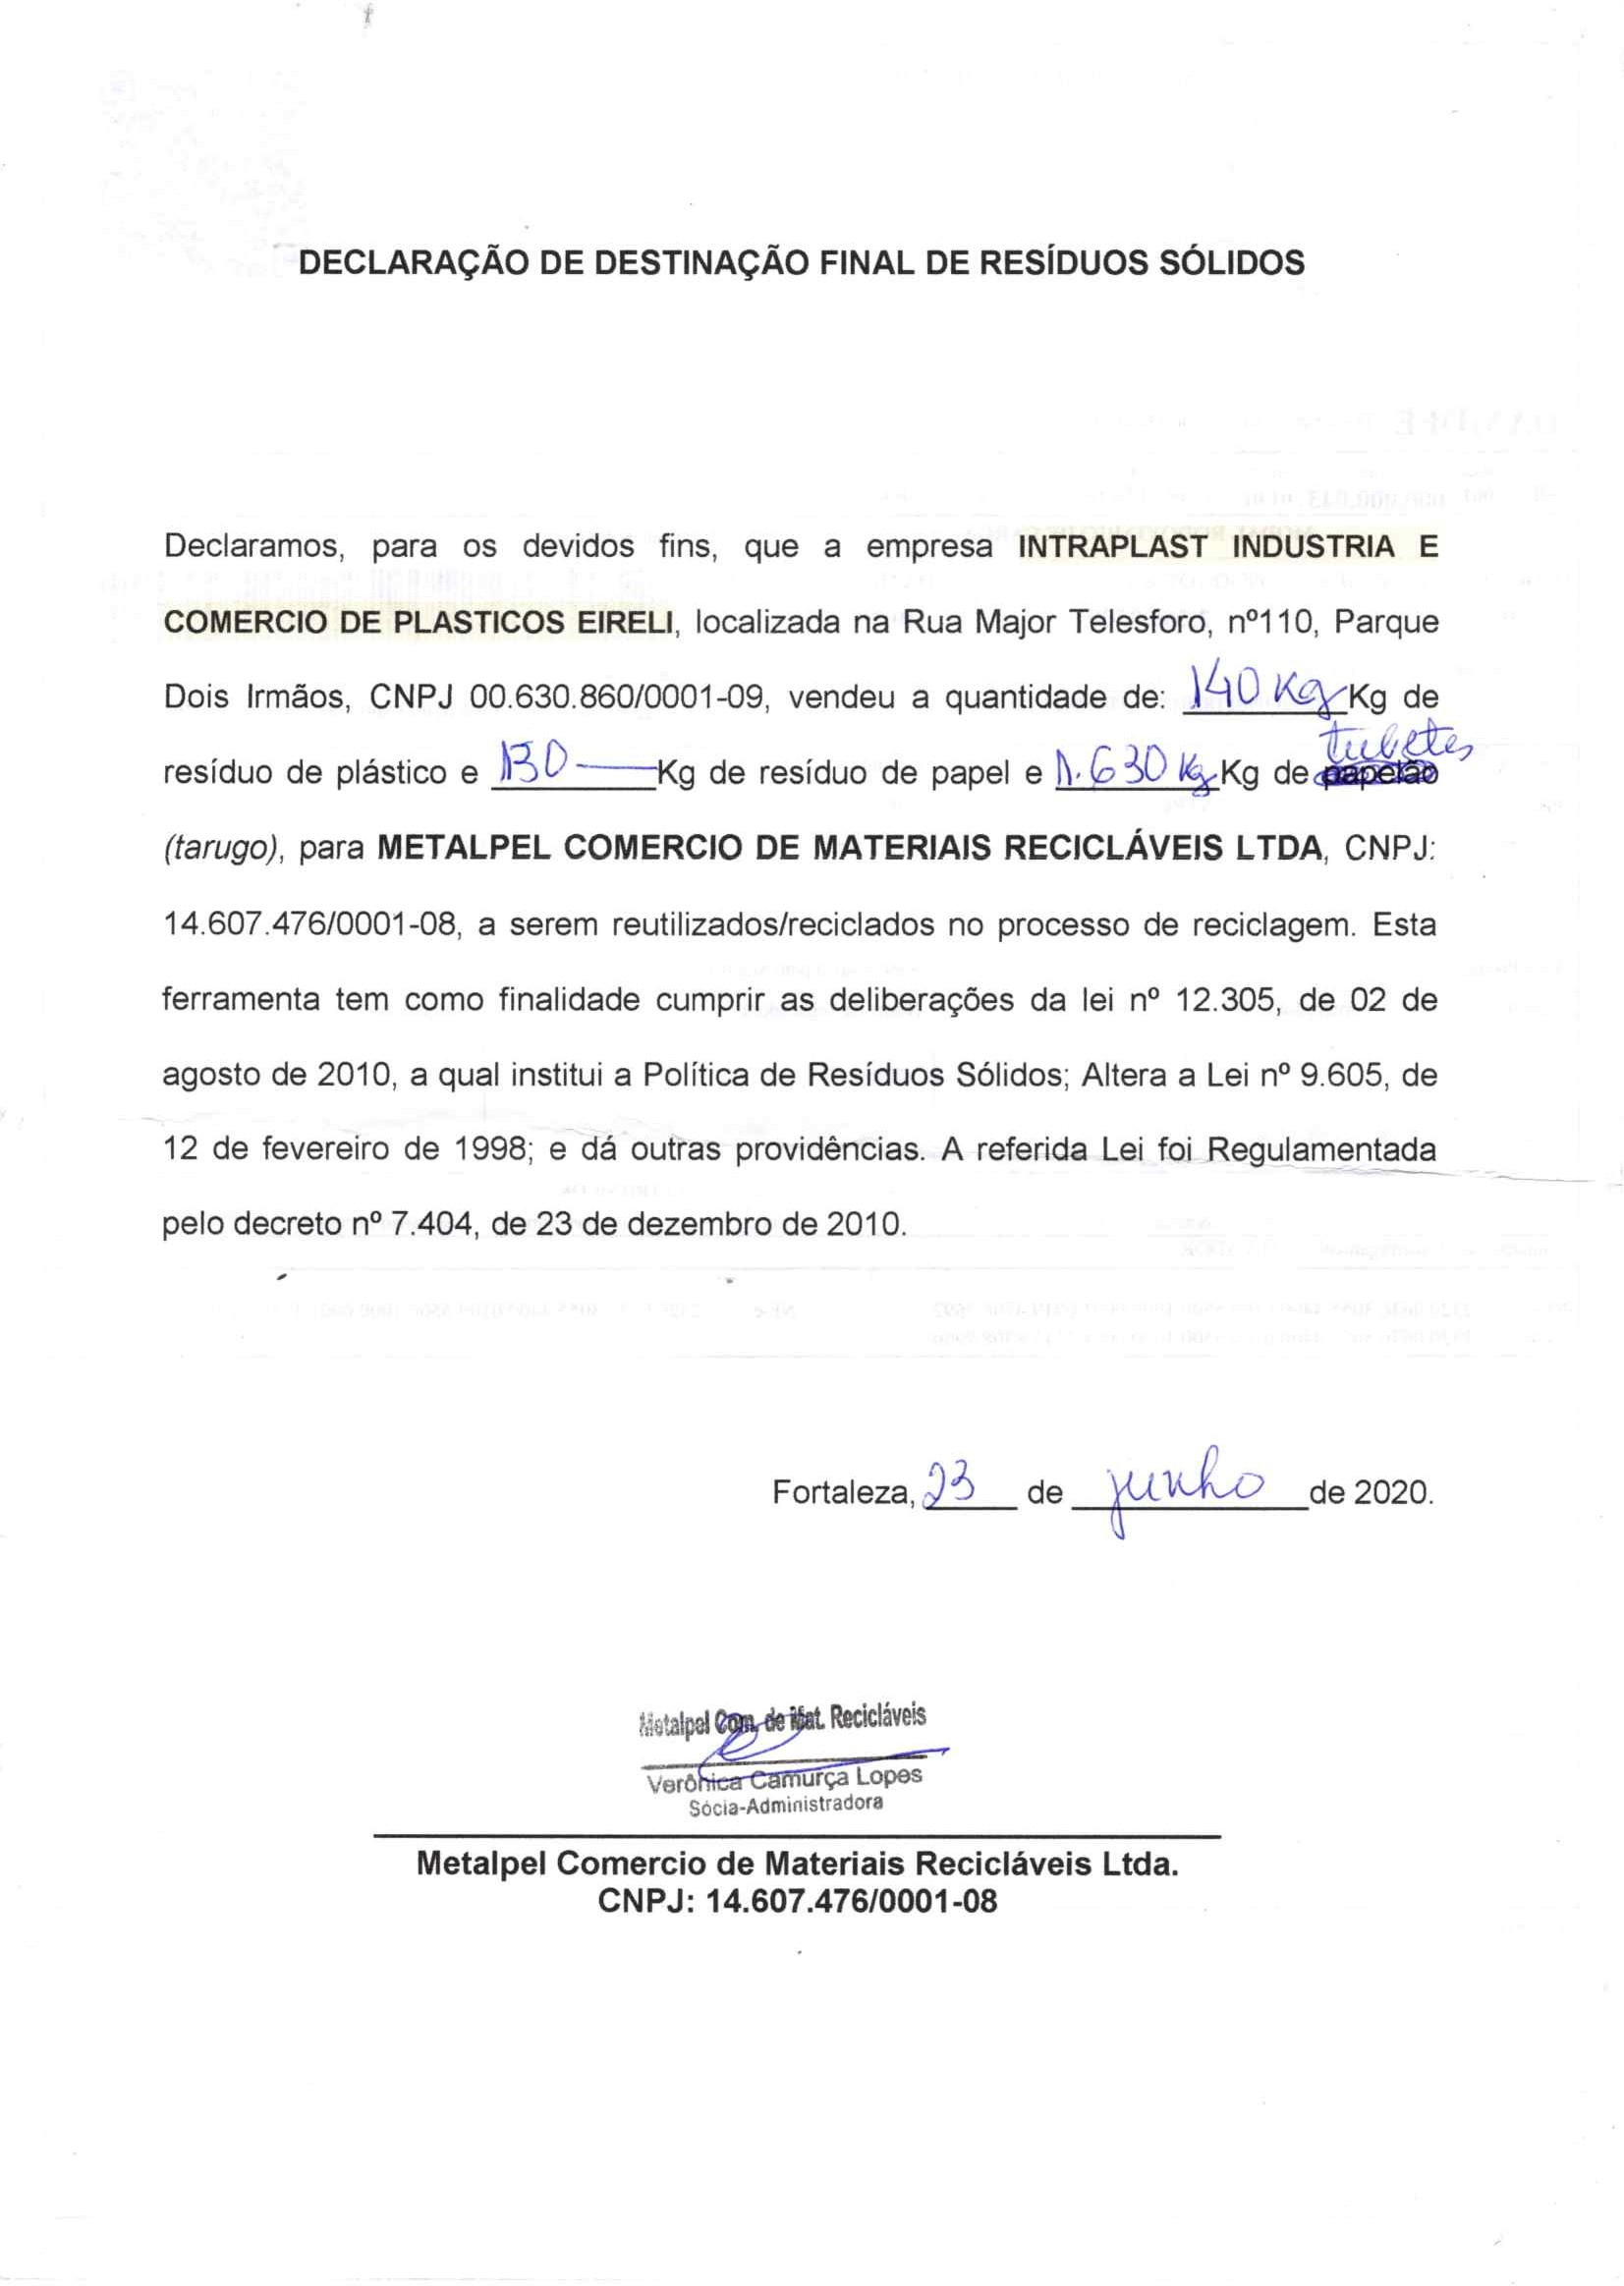 DECLARAÇÃO DE DESTINAÇÃO FINAL DE RESÍDUOS SÓLIDOS
Declaramos, para os devidos fins, que a empresa INTRAPLAST INDUSTRIA E
COMERCIO DE PLASTICOS EIRELI, localizada na Rua Major Telesforo, nº110, Parque
Dois Irmãos, CNPJ 00.630.860/0001-09, vendeu a quantidade de: 140 Kg Kg de
tubetes
resíduo de plástico e 130 Kg de resíduo de papel e 1.630 Kg Kg de papelão
(tarugo), para METALPEL COMERCIO DE MATERIAIS RECICLÁVEIS LTDA, CNPJ:
14.607.476/0001-08, a serem reutilizados/reciclados no processo de reciclagem. Esta
ferramenta tem como finalidade cumprir as deliberações da lei nº 12.305, de 02 de
agosto de 2010, a qual institui a Política de Resíduos Sólidos; Altera a Lei nº 9.605, de
12 de fevereiro de 1998; e dá outras providências. A referida Lei foi Regulamentada
pelo decreto nº 7.404, de 23 de dezembro de 2010.
Fortaleza, 23 de junho de 2020.
Metalpel Com. de Mat. Recicláveis
Verônica Camurça Lopes
Sócia-Administradora
Metalpel Comercio de Materiais Recicláveis Ltda.
CNPJ: 14.607.476/0001-08